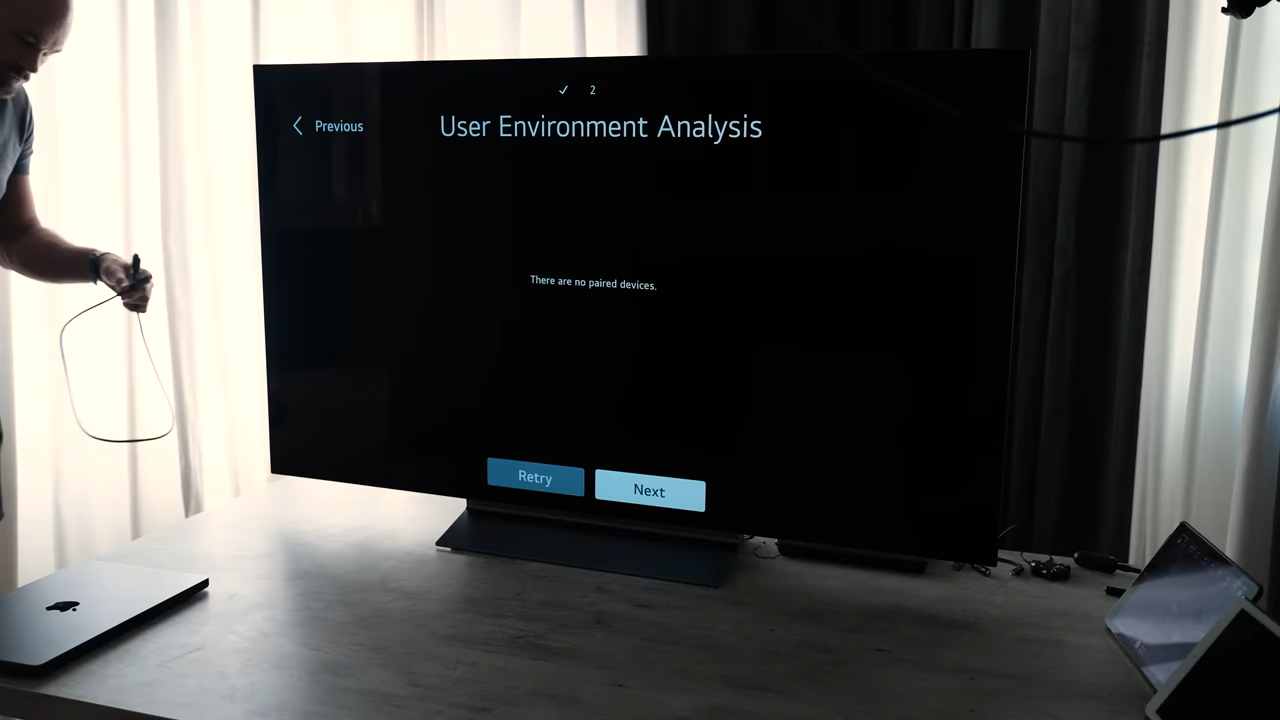 ✓ 2
Previous
User Environment Analysis
There are no paired devices.
Retry
Next